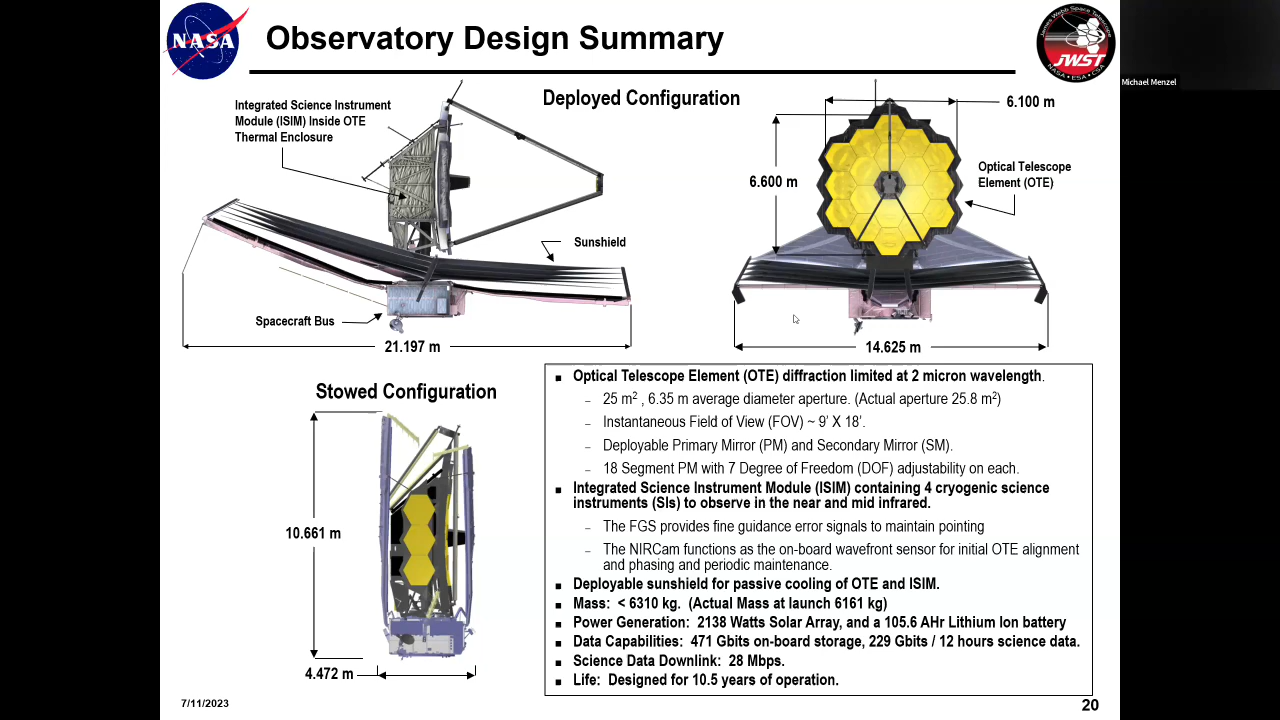 NASA
Observatory Design Summary
James Webb Space Telescope
JWST
NASA • ESA • CSA
Michael Menzel
Integrated Science Instrument
Module (ISIM) Inside OTE
Thermal Enclosure
Deployed Configuration
6.100 m
6.600 m
Optical Telescope
Element (OTE)
Sunshield
Spacecraft Bus
21.197 m
14.625 m
Stowed Configuration
10.661 m
4.472 m
■ Optical Telescope Element (OTE) diffraction limited at 2 micron wavelength.
– 25 m2 , 6.35 m average diameter aperture. (Actual aperture 25.8 m2)
– Instantaneous Field of View (FOV) ~ 9’ X 18’.
– Deployable Primary Mirror (PM) and Secondary Mirror (SM).
– 18 Segment PM with 7 Degree of Freedom (DOF) adjustability on each.
■ Integrated Science Instrument Module (ISIM) containing 4 cryogenic science
instruments (SIs) to observe in the near and mid infrared.
– The FGS provides fine guidance error signals to maintain pointing
– The NIRCam functions as the on-board wavefront sensor for initial OTE alignment
and phasing and periodic maintenance.
■ Deployable sunshield for passive cooling of OTE and ISIM.
■ Mass: < 6310 kg. (Actual Mass at launch 6161 kg)
■ Power Generation: 2138 Watts Solar Array, and a 105.6 AHr Lithium Ion battery
■ Data Capabilities: 471 Gbits on-board storage, 229 Gbits / 12 hours science data.
■ Science Data Downlink: 28 Mbps.
■ Life: Designed for 10.5 years of operation.
7/11/2023
20